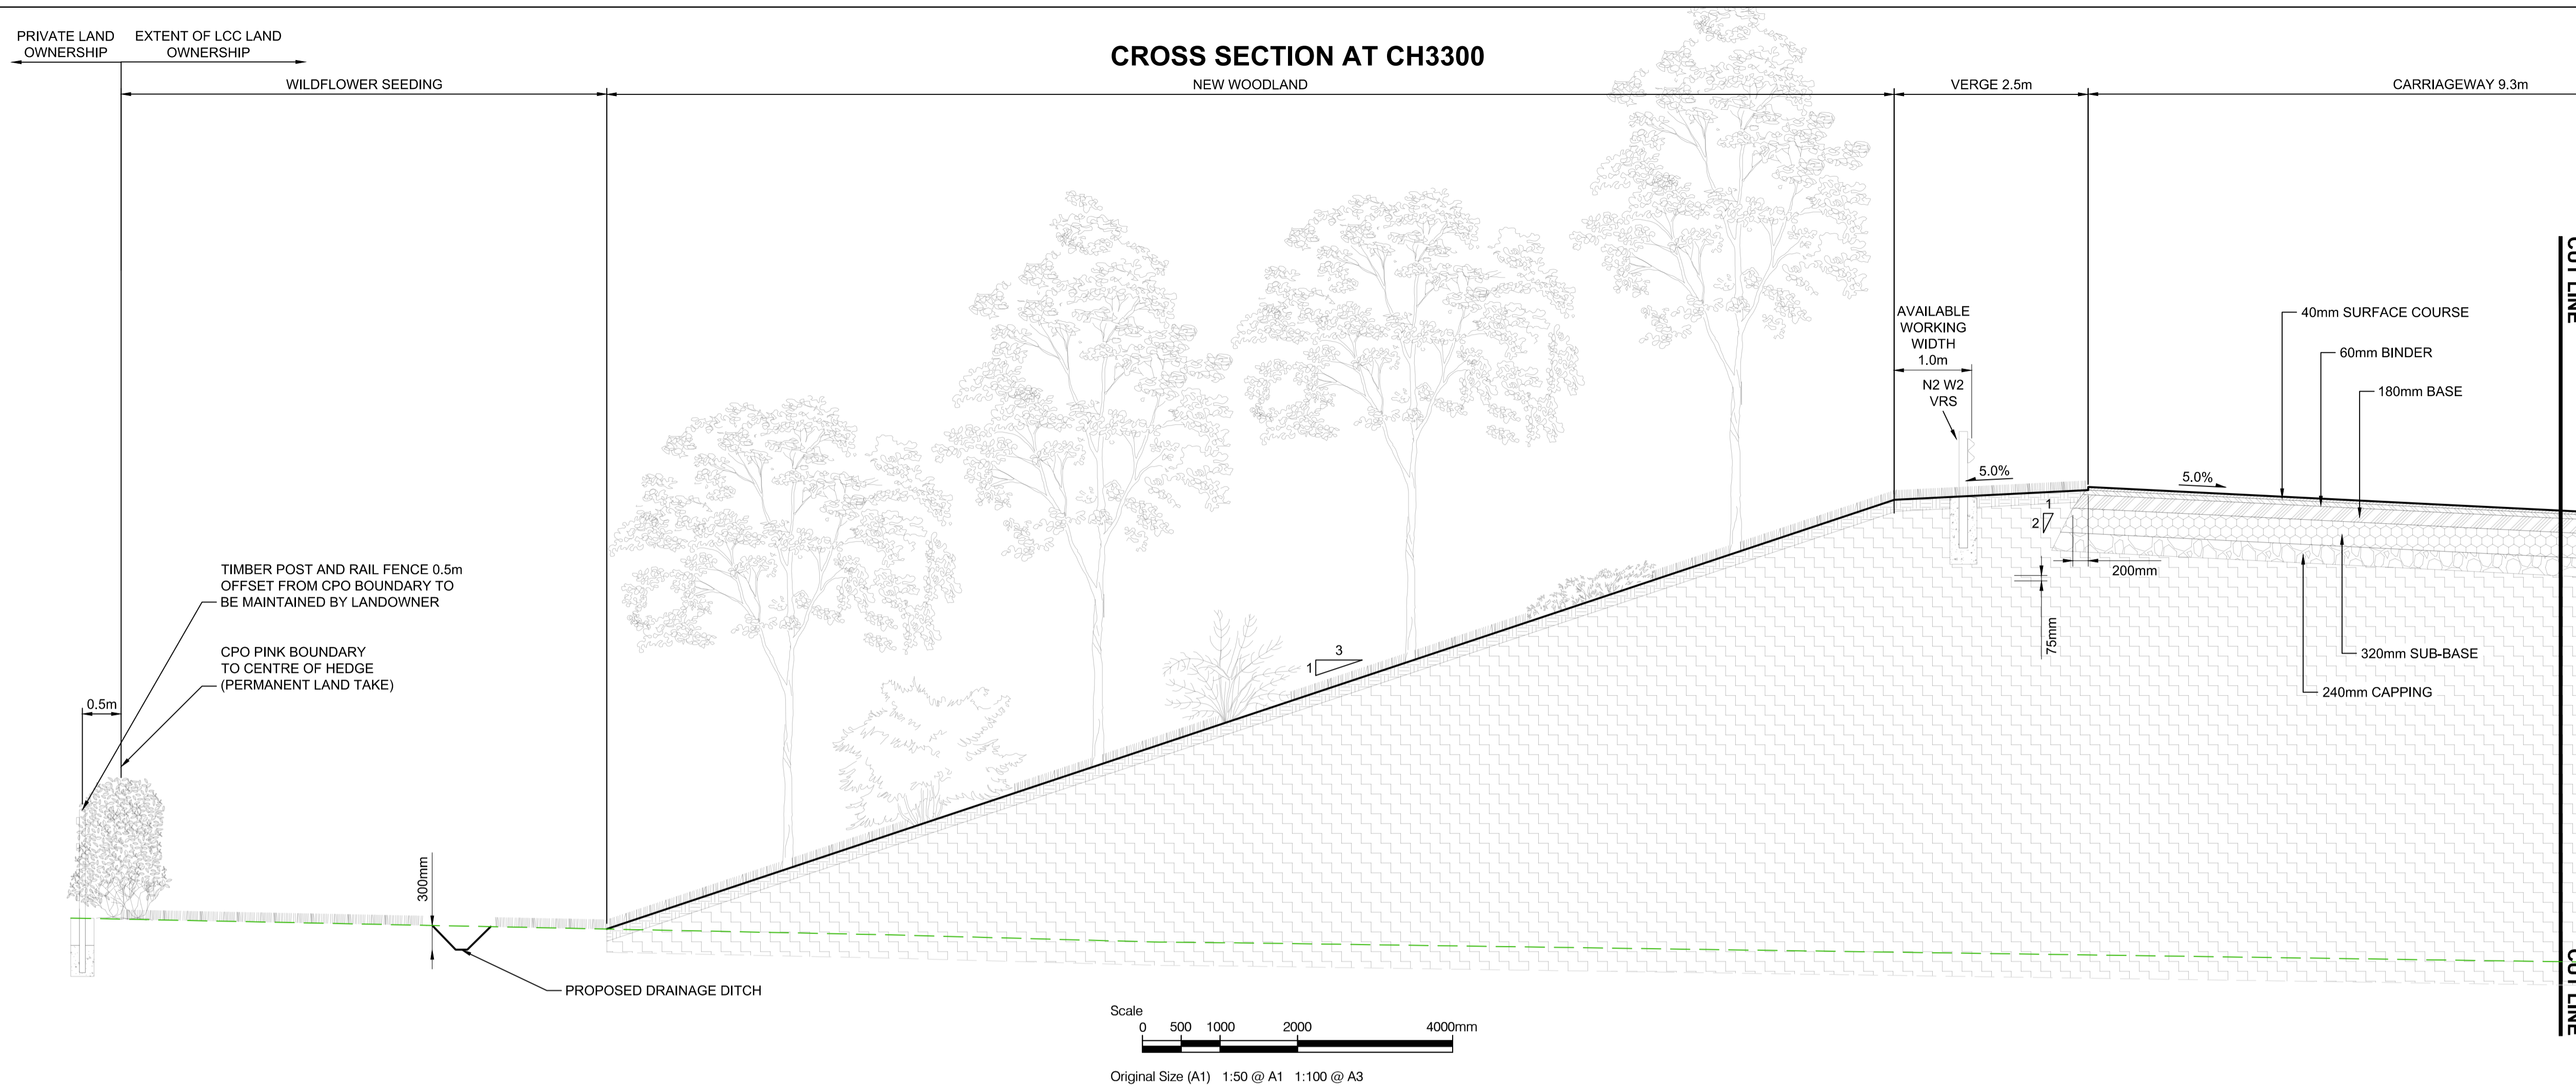 PRIVATE LAND
OWNERSHIP
EXTENT OF LCC LAND
OWNERSHIP
CROSS SECTION AT CH3300
WILDFLOWER SEEDING
NEW WOODLAND
VERGE 2.5m
CARRIAGEWAY 9.3m
CUT LINE
AVAILABLE
WORKING
WIDTH
1.0m
N2 W2
VRS
40mm SURFACE COURSE
60mm BINDER
180mm BASE
5.0%
5.0%
1
2
200mm
75mm
320mm SUB-BASE
240mm CAPPING
TIMBER POST AND RAIL FENCE 0.5m
OFFSET FROM CPO BOUNDARY TO
BE MAINTAINED BY LANDOWNER
CPO PINK BOUNDARY
TO CENTRE OF HEDGE
(PERMANENT LAND TAKE)
0.5m
3
1
300mm
PROPOSED DRAINAGE DITCH
CUT LINE
Scale
0 500 1000 2000 4000mm
Original Size (A1) 1:50 @ A1 1:100 @ A3